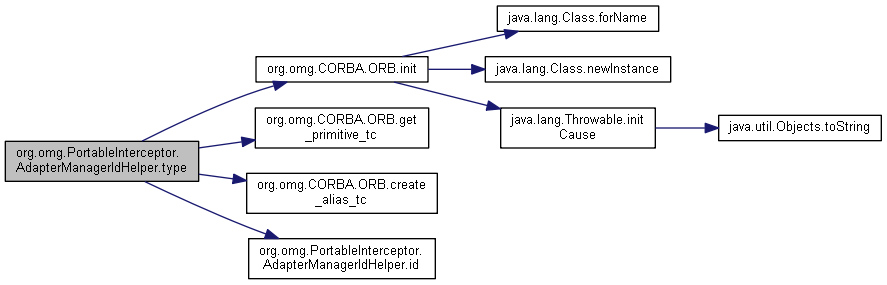 java.lang.Class.forName
org.omg.CORBA.ORB.init
java.lang.Class.newInstance
java.lang.Throwable.init
Cause
java.util.Objects.toString
org.omg.CORBA.ORB.get
_primitive_tc
org.omg.PortableInterceptor.
AdapterManagerIdHelper.type
org.omg.CORBA.ORB.create
_alias_tc
org.omg.PortableInterceptor.
AdapterManagerIdHelper.id